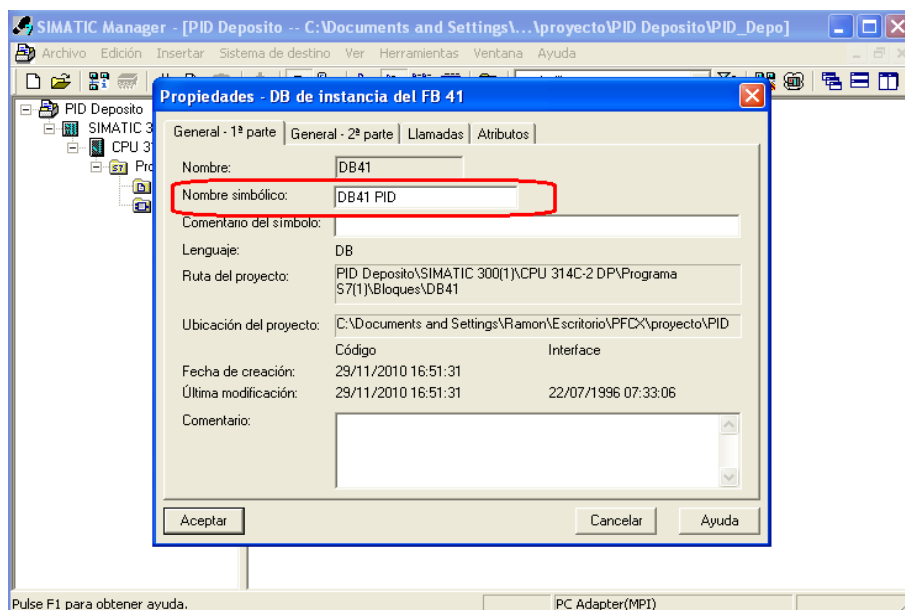 SIMATIC Manager - [PID Deposito -- C:\Documents and Settings\...\proyecto\PID Deposito\PID_Depo]
Archivo Edición Insertar Sistema de destino Ver Herramientas Ventana Ayuda
PID Deposito
SIMATIC 3
CPU 31
Pro
Propiedades - DB de instancia del FB 41
General - 1ª parte General - 2ª parte Llamadas Atributos
Nombre: DB41
Nombre simbólico: DB41 PID
Comentario del símbolo:
Lenguaje: DB
Ruta del proyecto: PID Deposito\SIMATIC 300(1)\CPU 314C-2 DP\Programa
S7(1)\Bloques\DB41
Ubicación del proyecto: C:\Documents and Settings\Ramon\Escritorio\PFCX\proyecto\PID
Código Interface
Fecha de creación: 29/11/2010 16:51:31
Última modificación: 29/11/2010 16:51:31 22/07/1996 07:33:06
Comentario:
Aceptar Cancelar Ayuda
Pulse F1 para obtener ayuda. PC Adapter(MPI)